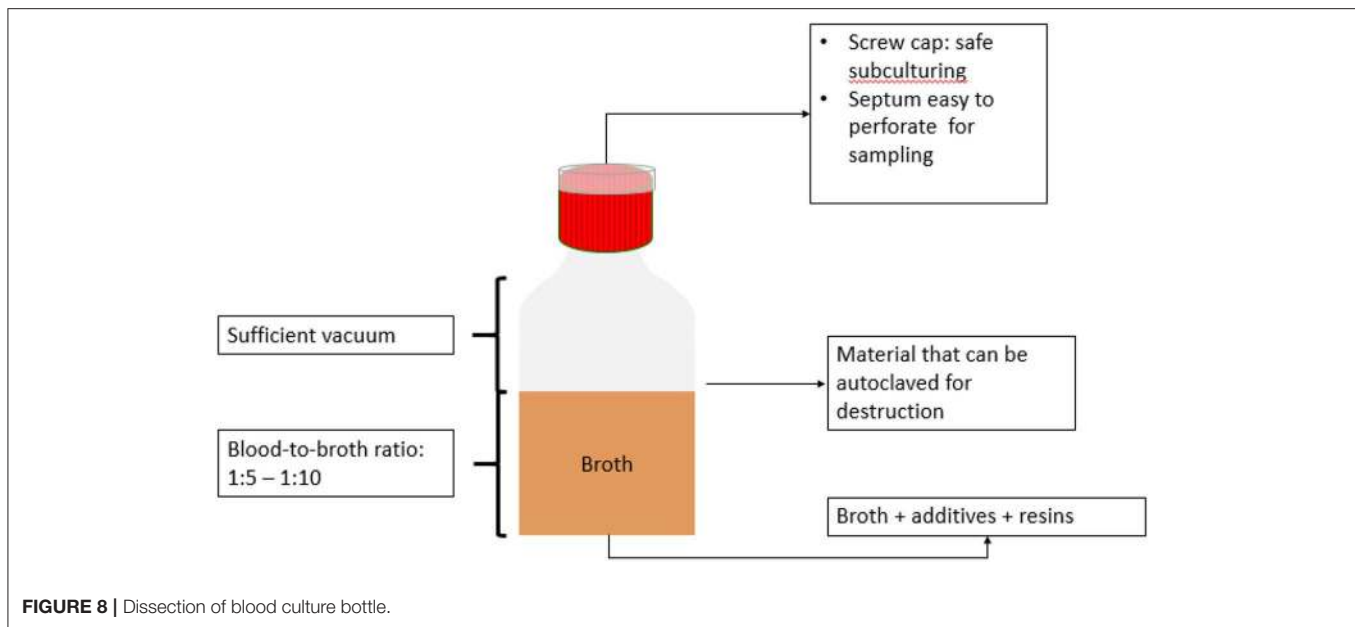 • Screw cap: safe
subculturing
• Septum easy to
perforate for
sampling
Sufficient vacuum
Material that can be
autoclaved for
destruction
Blood-to-broth ratio:
1:5 – 1:10
Broth
Broth + additives + resins
FIGURE 8 | Dissection of blood culture bottle.